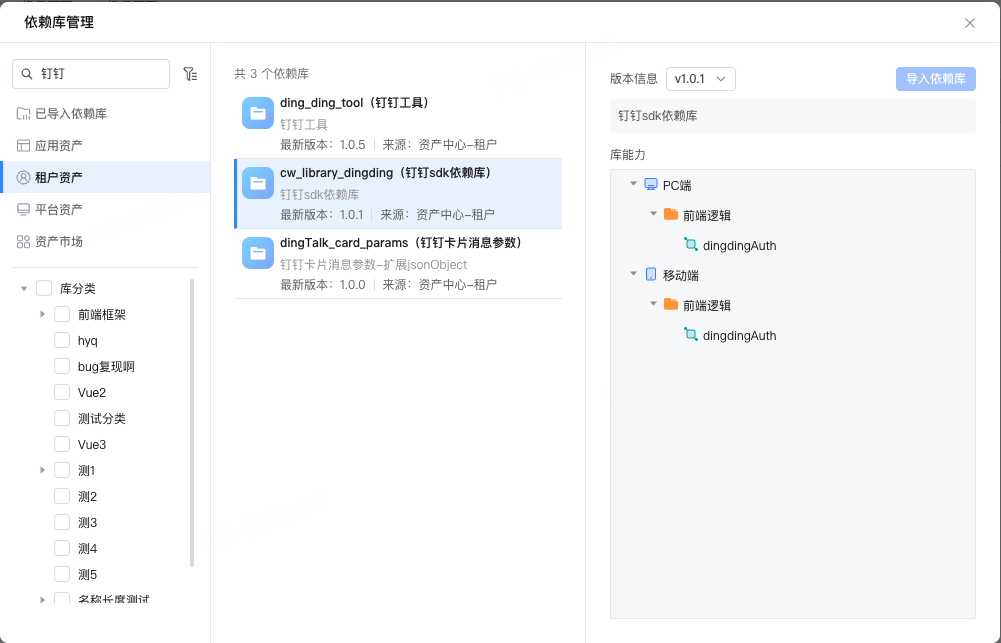 依赖库管理
钉钉
已导入依赖库
应用资产
租户资产
平台资产
资产市场
库分类
前端框架
hyq
bug复现啊
Vue2
测试分类
Vue3
测1
测2
测3
测4
测5
名称长度测试
共 3 个依赖库
ding_ding_tool（钉钉工具）
钉钉工具
最新版本：1.0.5 来源：资产中心-租户
cw_library_dingding（钉钉sdk依赖库）
钉钉sdk依赖库
最新版本：1.0.1 来源：资产中心-租户
dingTalk_card_params（钉钉卡片消息参数）
钉钉卡片消息参数-扩展jsonObject
最新版本：1.0.0 来源：资产中心-租户
版本信息 v1.0.1 导入依赖库
钉钉sdk依赖库
库能力
PC端
前端逻辑
dingdingAuth
移动端
前端逻辑
dingdingAuth